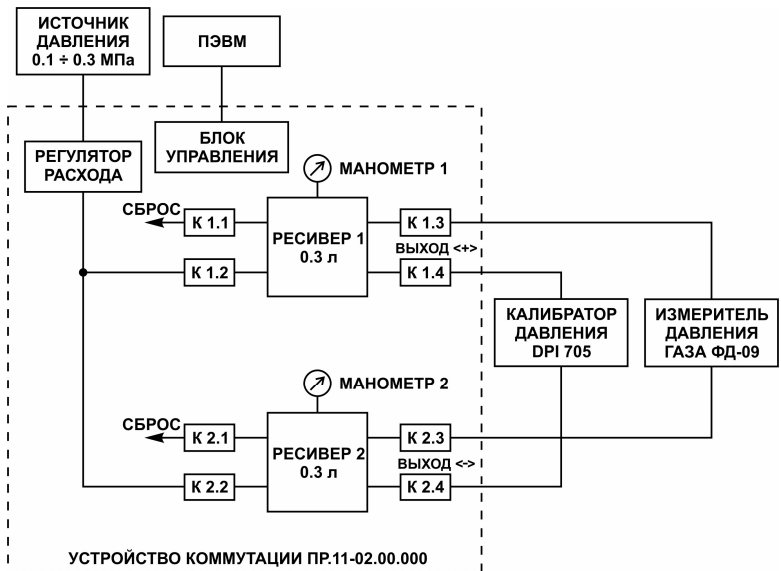 ИСТОЧНИК
ДАВЛЕНИЯ
0.1 ÷ 0.3 МПа
ПЭВМ
РЕГУЛЯТОР
РАСХОДА
БЛОК
УПРАВЛЕНИЯ
МАНОМЕТР 1
СБРОС
К 1.1
К 1.2
РЕСИВЕР 1
0.3 л
К 1.3
ВЫХОД <+>
К 1.4
КАЛИБРАТОР
ДАВЛЕНИЯ
DPI 705
ИЗМЕРИТЕЛЬ
ДАВЛЕНИЯ
ГАЗА ФД-09
МАНОМЕТР 2
СБРОС
К 2.1
К 2.2
РЕСИВЕР 2
0.3 л
К 2.3
ВЫХОД <->
К 2.4
УСТРОЙСТВО КОММУТАЦИИ ПР.11-02.00.000